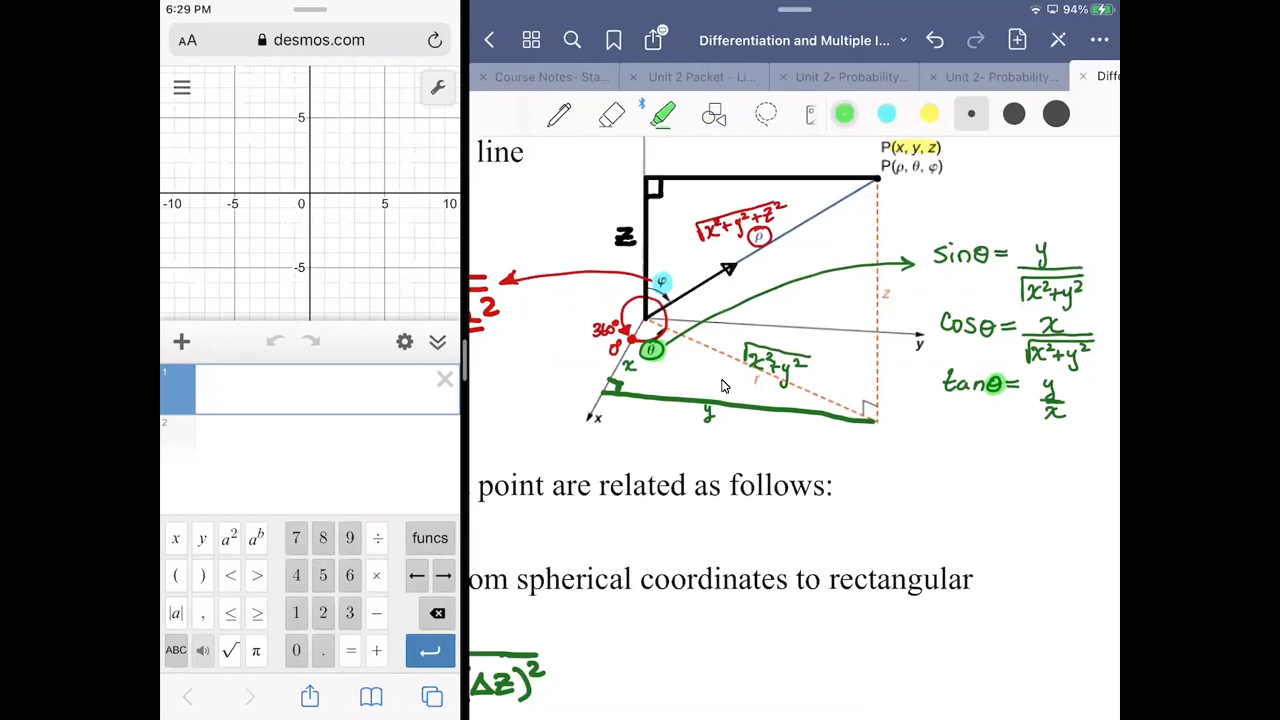 6:29 PM
94%
AA
desmos.com
Differentiation and Multiple I...
Course Notes- Sta...
Unit 2 Packet - Li...
Unit 2- Probability...
Unit 2- Probability...
Diffe
5
-10 -5 0 5 10
-5
1
2
x y a² aᵇ 7 8 9 ÷ funcs
( ) < > 4 5 6 × ← →
|a| , ≤ ≥ 1 2 3 −
ABC √ π 0 . = +
line
P(x, y, z)
P(ρ, θ, φ)
√x²+y²+z²
ρ
z
φ
z
2
360°
0°
θ
x
y
√x²+y²
r
x
y
sinθ = y/√x²+y²
cosθ = x/√x²+y²
tanθ = y/x
point are related as follows:
om spherical coordinates to rectangular
ΔZ)²